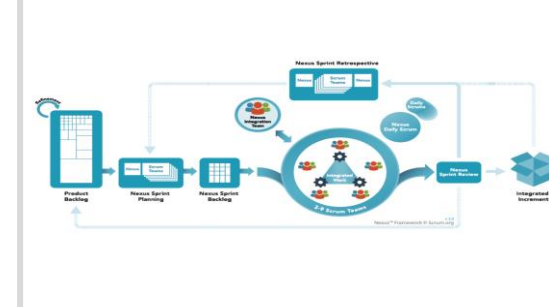 Nexus Sprint Retrospective
Nexus
Scrum
Teams
Nexus
Refinement
Nexus
Integration
Team
Daily
Scrums
Nexus
Daily Scrum
Nexus
Scrum
Teams
Integrated
Work
Nexus
Sprint Review
3-9 Scrum Teams
Product
Backlog
Nexus Sprint
Planning
Nexus Sprint
Backlog
Integrated
Increment
Nexus™ Framework © Scrum.org